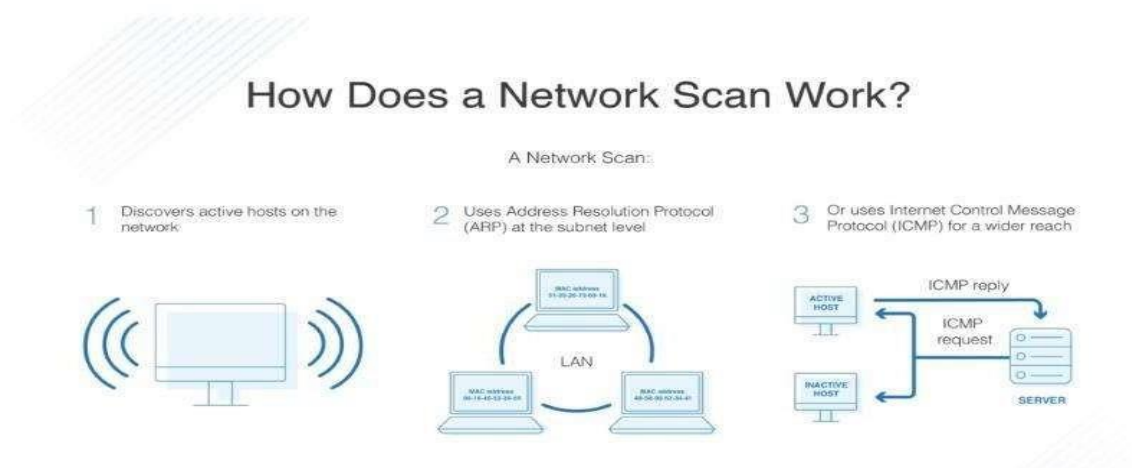 How Does a Network Scan Work?
A Network Scan:
1 Discovers active hosts on the
network
2 Uses Address Resolution Protocol
(ARP) at the subnet level
3 Or uses Internet Control Message
Protocol (ICMP) for a wider reach
MAC address
LAN
MAC address
MAC address
ICMP reply
ACTIVE
HOST
ICMP
request
INACTIVE
HOST
SERVER